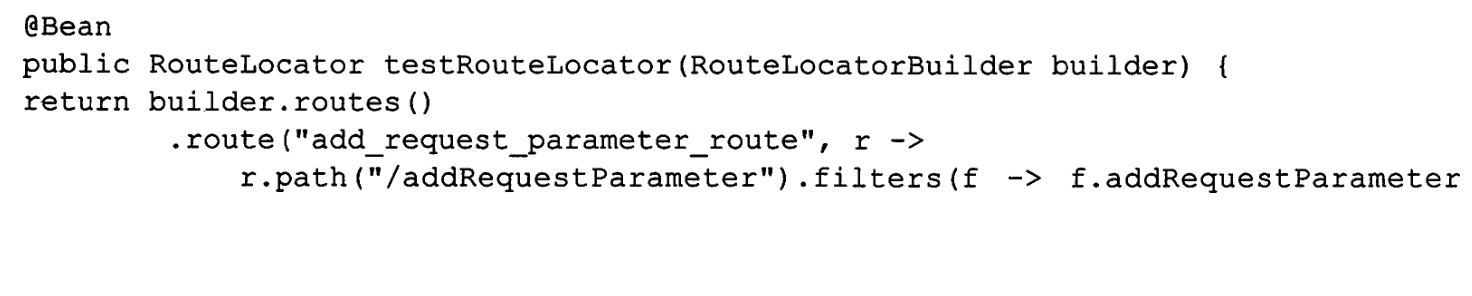 @Bean
public RouteLocator testRouteLocator(RouteLocatorBuilder builder) {
return builder.routes()
.route("add_request_parameter_route", r ->
r.path("/addRequestParameter").filters(f -> f.addRequestParameter